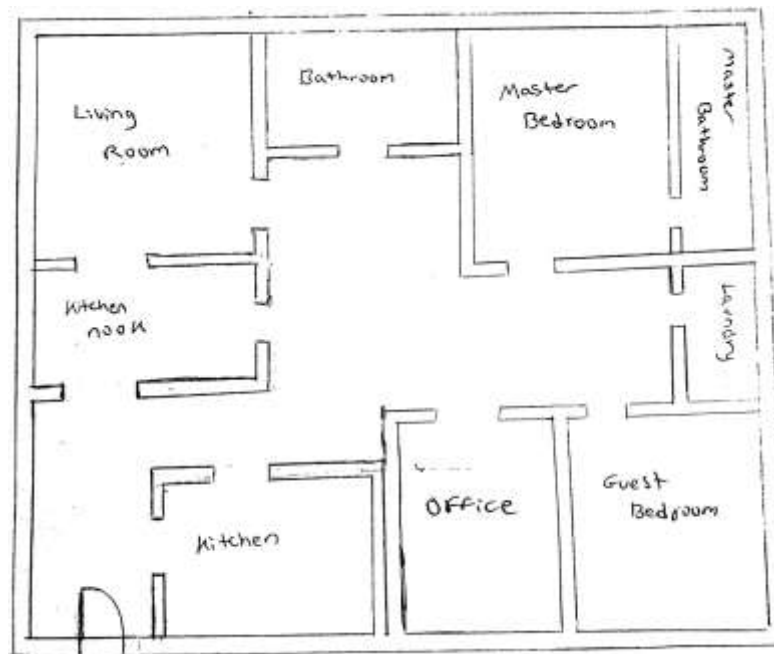 Living
Room
Bathroom
Master
Bedroom
Master
Bathroom
Kitchen
nook
Laundry
Kitchen
Office
Guest
Bedroom